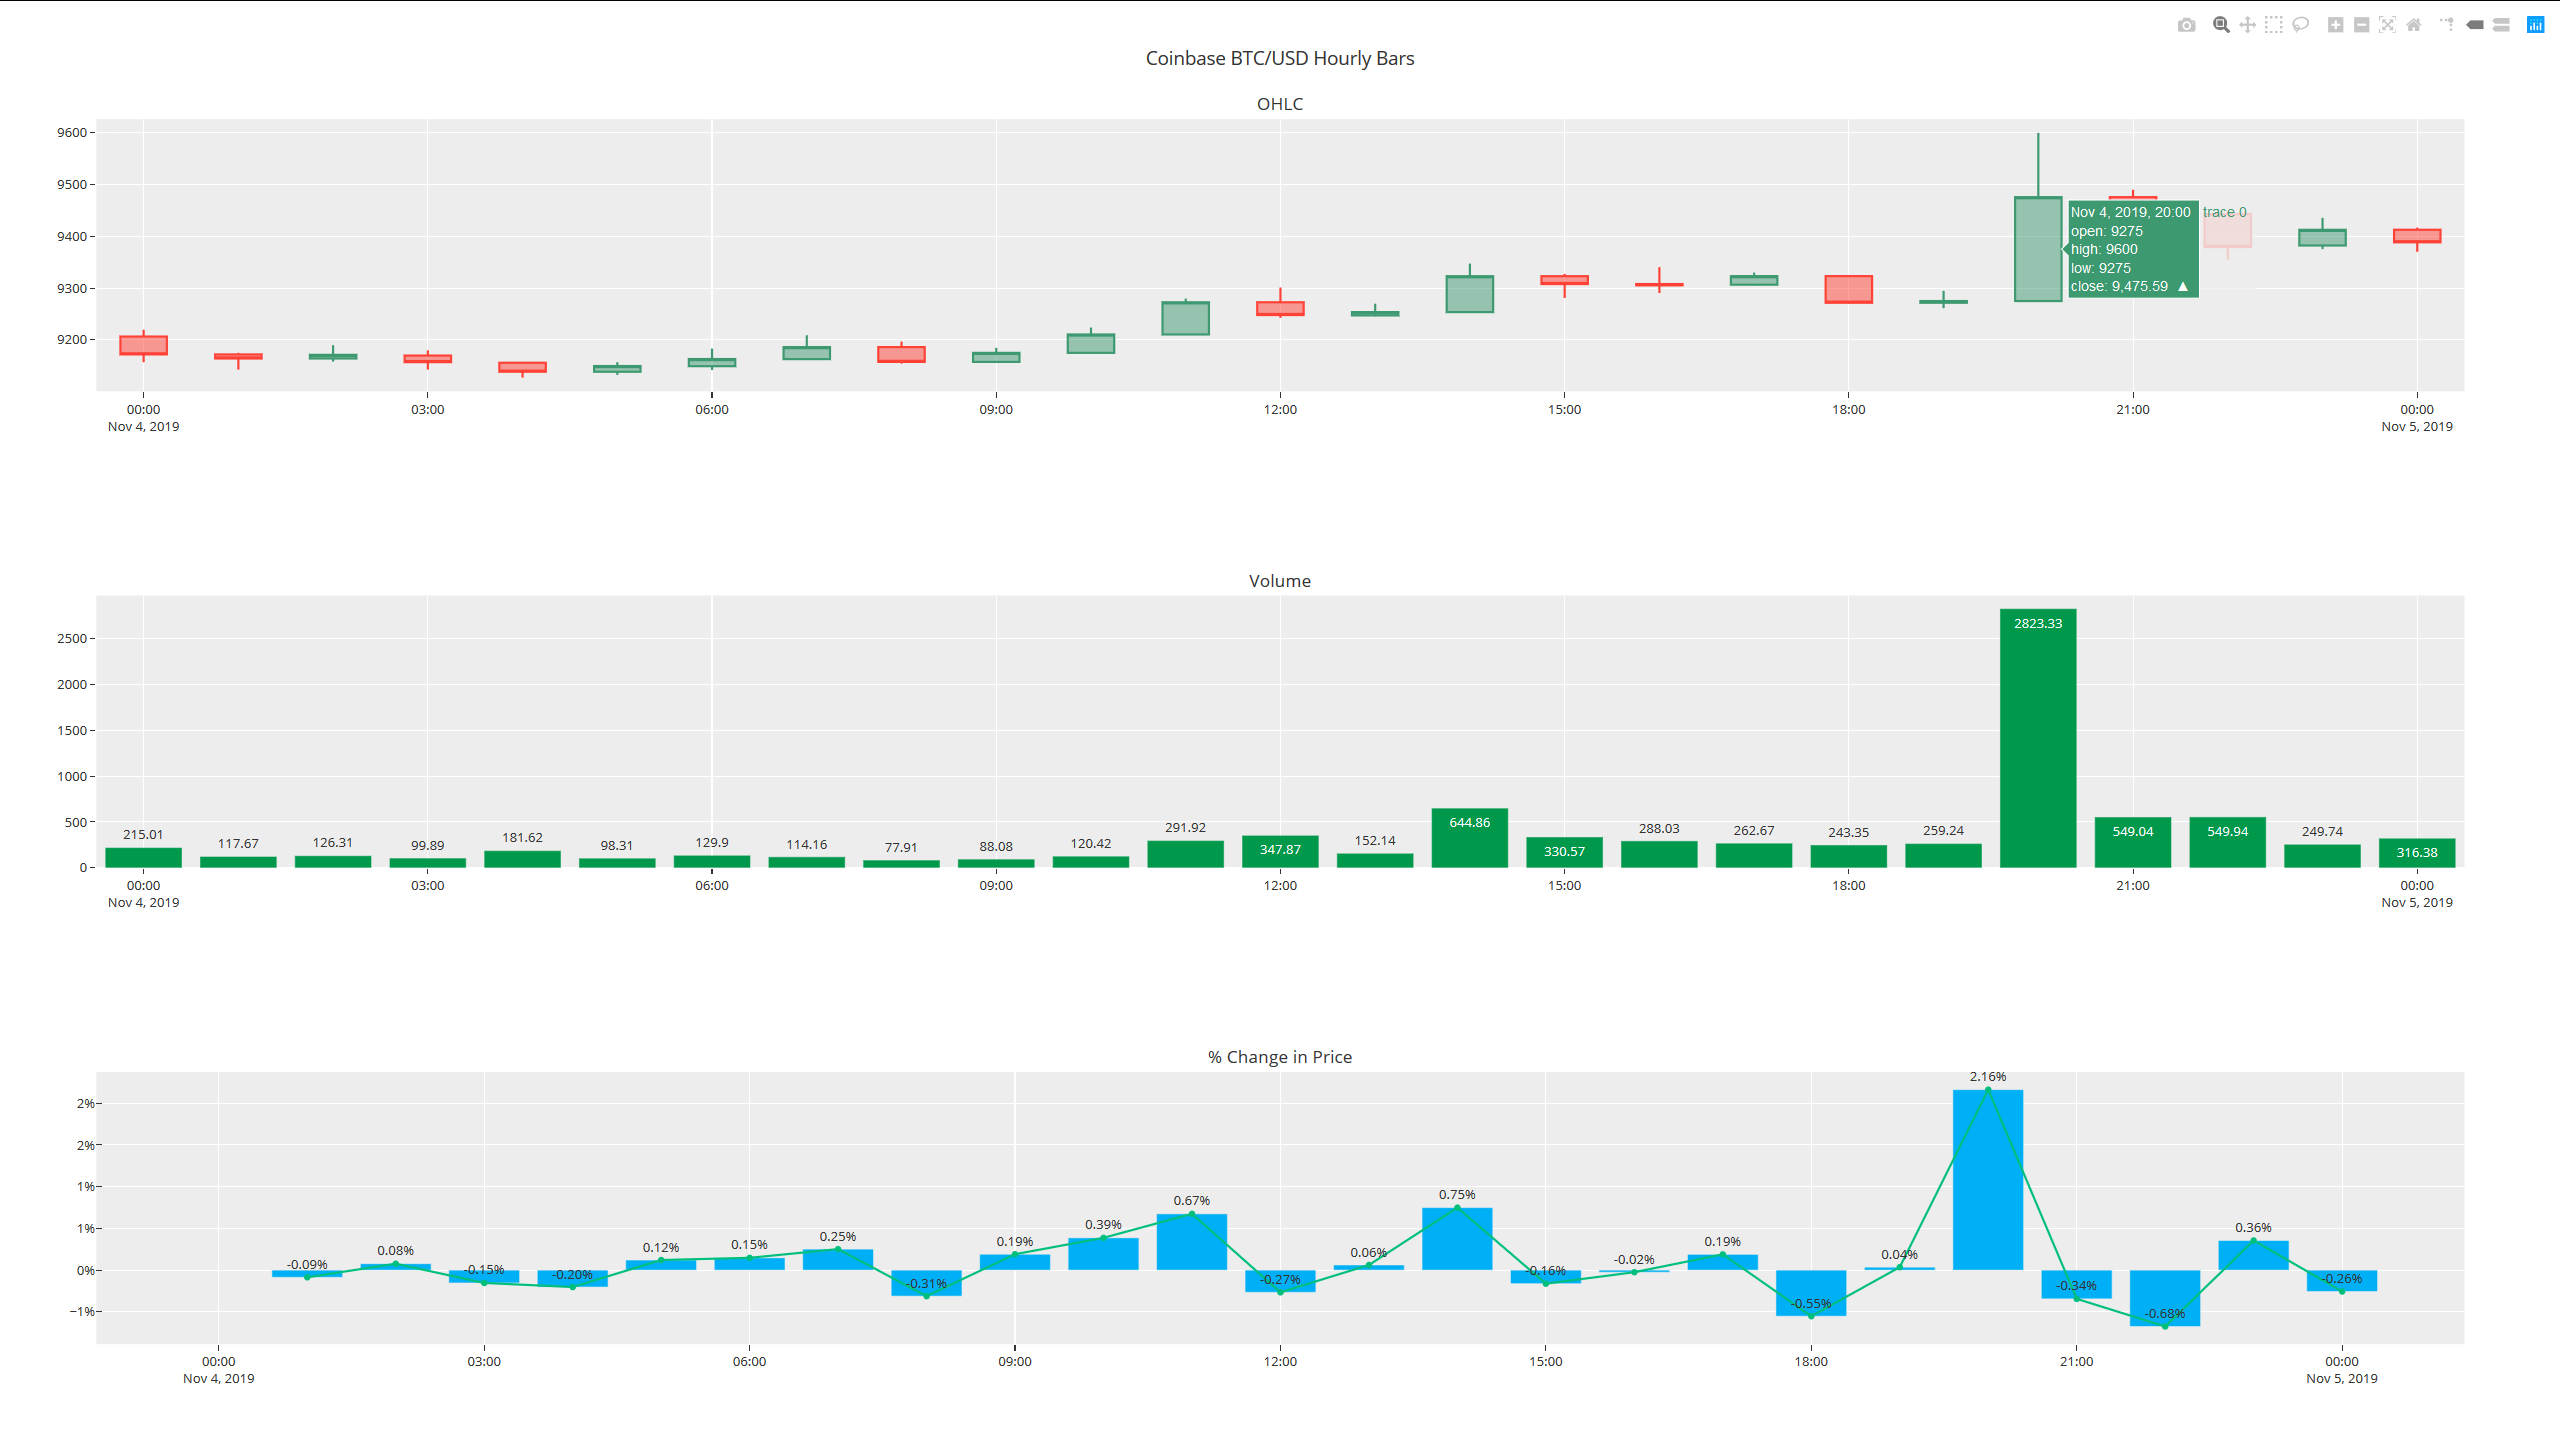 Coinbase BTC/USD Hourly Bars
OHLC
9600
9500
9400
9300
9200
Nov 4, 2019, 20:00
open: 9275
high: 9600
low: 9275
close: 9,475.59 ▲
trace 0
00:00 03:00 06:00 09:00 12:00 15:00 18:00 21:00 00:00
Nov 4, 2019 Nov 5, 2019
Volume
2500
2000
1500
1000
500
0
215.01 117.67 126.31 99.89 181.62 98.31 129.9 114.16 77.91 88.08 120.42 291.92 347.87 152.14 644.86 330.57 288.03 262.67 243.35 259.24 2823.33 549.04 549.94 249.74 316.38
00:00 03:00 06:00 09:00 12:00 15:00 18:00 21:00 00:00
Nov 4, 2019 Nov 5, 2019
% Change in Price
2%
2%
1%
1%
0%
−1%
-0.09% 0.08% -0.15% -0.20% 0.12% 0.15% 0.25% -0.31% 0.19% 0.39% 0.67% -0.27% 0.06% 0.75% -0.16% -0.02% 0.19% -0.55% 0.04% 2.16% -0.34% -0.68% 0.36% -0.26%
00:00 03:00 06:00 09:00 12:00 15:00 18:00 21:00 00:00
Nov 4, 2019 Nov 5, 2019